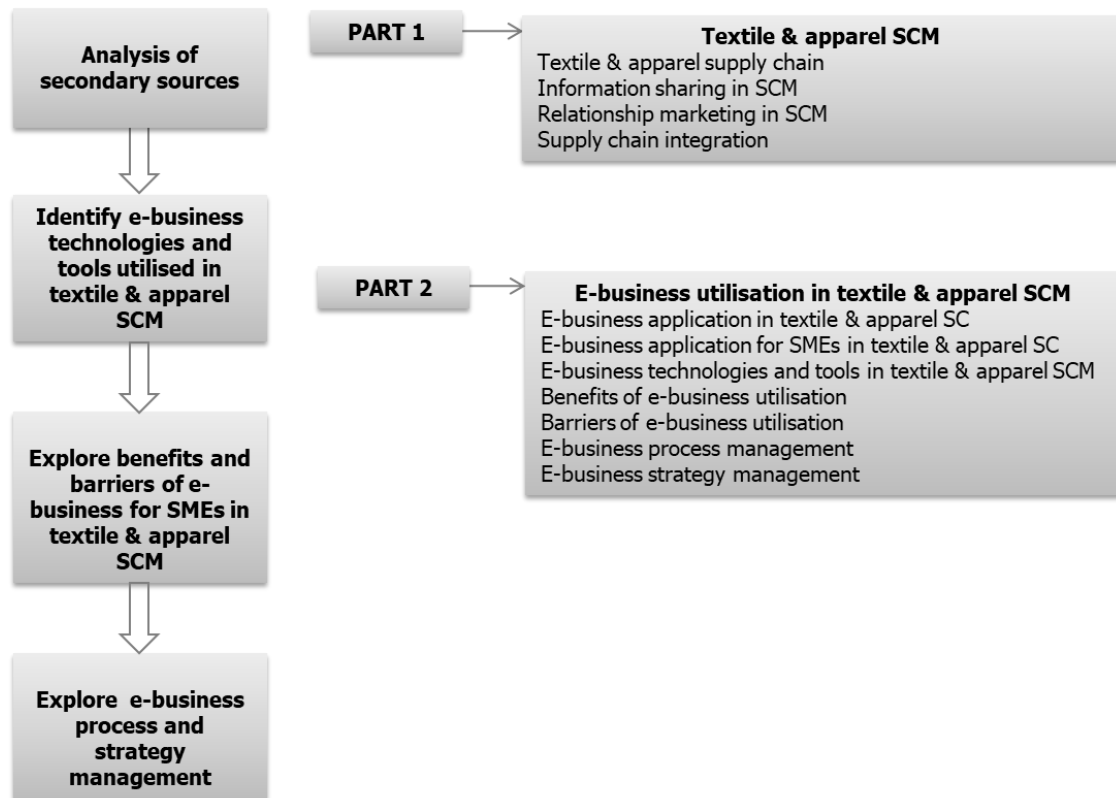 Analysis of
secondary sources
Identify e-business
technologies and
tools utilised in
textile & apparel
SCM
Explore benefits and
barriers of e-
business for SMEs in
textile & apparel
SCM
Explore e-business
process and
strategy
management
PART 1
Textile & apparel SCM
Textile & apparel supply chain
Information sharing in SCM
Relationship marketing in SCM
Supply chain integration
PART 2
E-business utilisation in textile & apparel SCM
E-business application in textile & apparel SC
E-business application for SMEs in textile & apparel SC
E-business technologies and tools in textile & apparel SCM
Benefits of e-business utilisation
Barriers of e-business utilisation
E-business process management
E-business strategy management